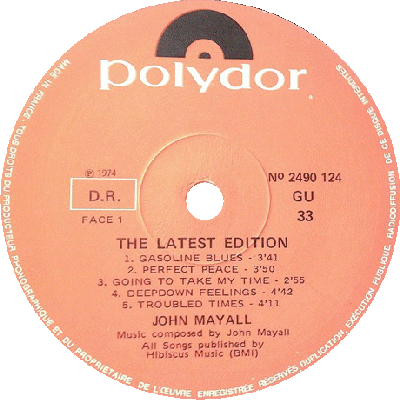 polydor
MADE IN FRANCE · TOUS DROITS DU PRODUCTEUR PHONOGRAPHIQUE ET DU PROPRIETAIRE DE L'ŒUVRE ENREGISTRÉE RESERVÉS DUPLICATION EXÉCUTION PUBLIQUE, RADIODIFFUSION DE CE DISQUE INTERDITES
℗ 1974
D.R.
FACE 1
Nº 2490 124
GU
33
THE LATEST EDITION
1. GASOLINE BLUES - 3'41
2. PERFECT PEACE - 3'50
3. GOING TO TAKE MY TIME - 2'55
4. DEEPDOWN FEELINGS - 4'42
5. TROUBLED TIMES - 4'11
JOHN MAYALL
Music composed by John Mayall
All Songs published by
Hibiscus Music (BMI)